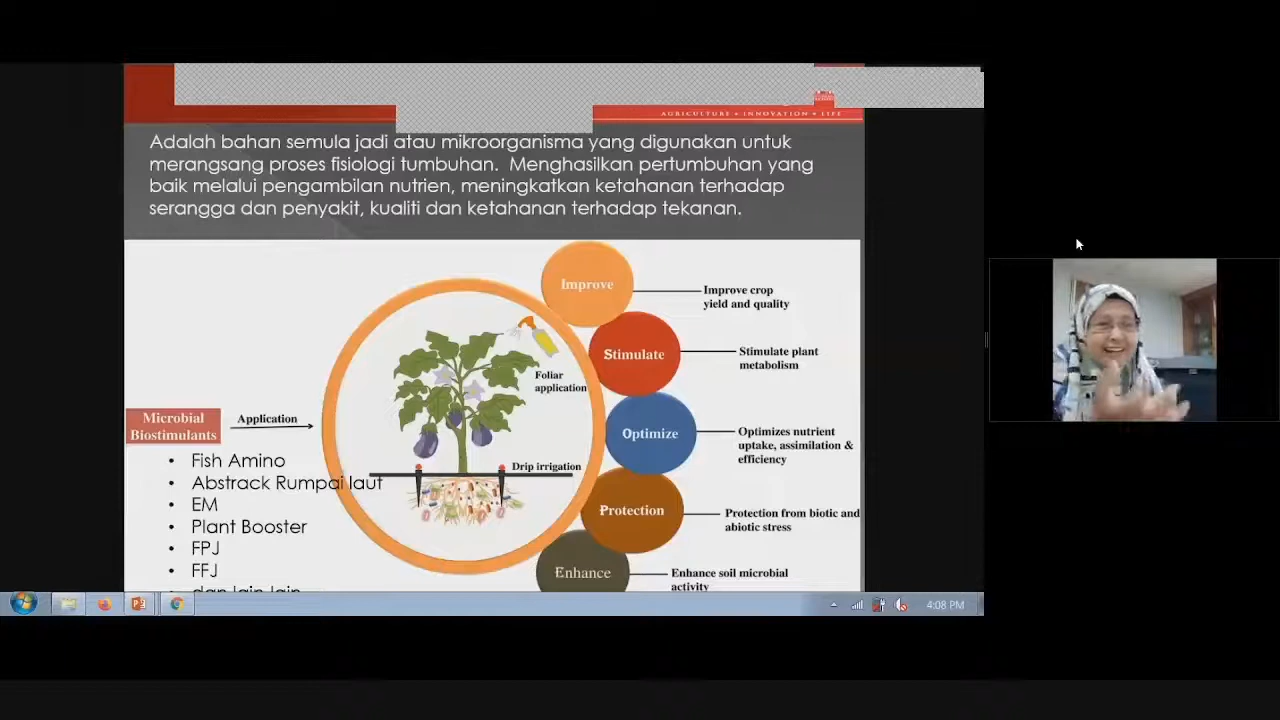 AGRICULTURE • INNOVATION • LIFE
Adalah bahan semula jadi atau mikroorganisma yang digunakan untuk
merangsang proses fisiologi tumbuhan. Menghasilkan pertumbuhan yang
baik melalui pengambilan nutrien, meningkatkan ketahanan terhadap
serangga dan penyakit, kualiti dan ketahanan terhadap tekanan.
Improve
Improve crop
yield and quality
Stimulate
Stimulate plant
metabolism
Foliar
application
Microbial
Biostimulants
Application
Optimize
Optimizes nutrient
uptake, assimilation &
efficiency
• Fish Amino
• Abstrack Rumpai laut
• EM
• Plant Booster
• FPJ
• FFJ
dan lain lain
Drip irrigation
Protection
Protection from biotic and
abiotic stress
Enhance
Enhance soil microbial
activity
4:08 PM